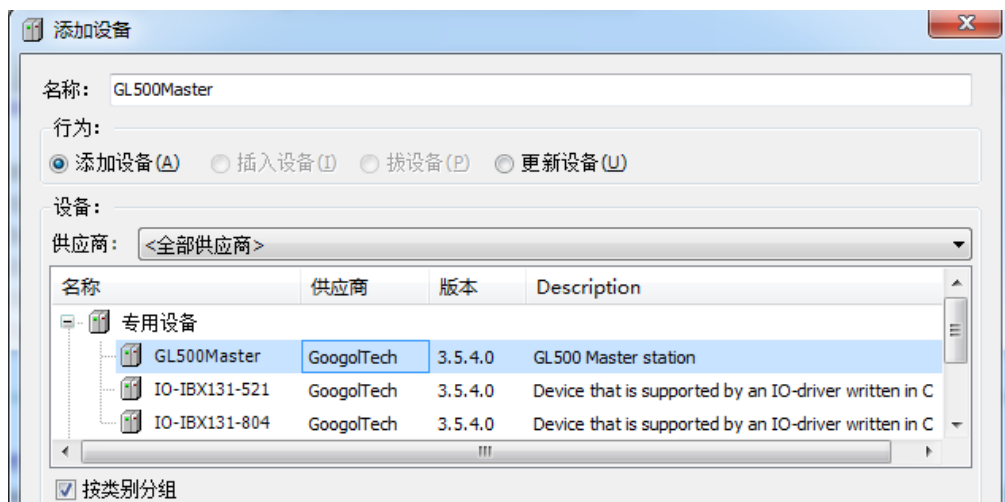 添加设备
名称: GL500Master
行为:
添加设备(A) 插入设备(I) 拔设备(P) 更新设备(U)
设备:
供应商: <全部供应商>
名称 供应商 版本 Description
专用设备
GL500Master GoogolTech 3.5.4.0 GL500 Master station
IO-IBX131-521 GoogolTech 3.5.4.0 Device that is supported by an IO-driver written in C
IO-IBX131-804 GoogolTech 3.5.4.0 Device that is supported by an IO-driver written in C
按类别分组